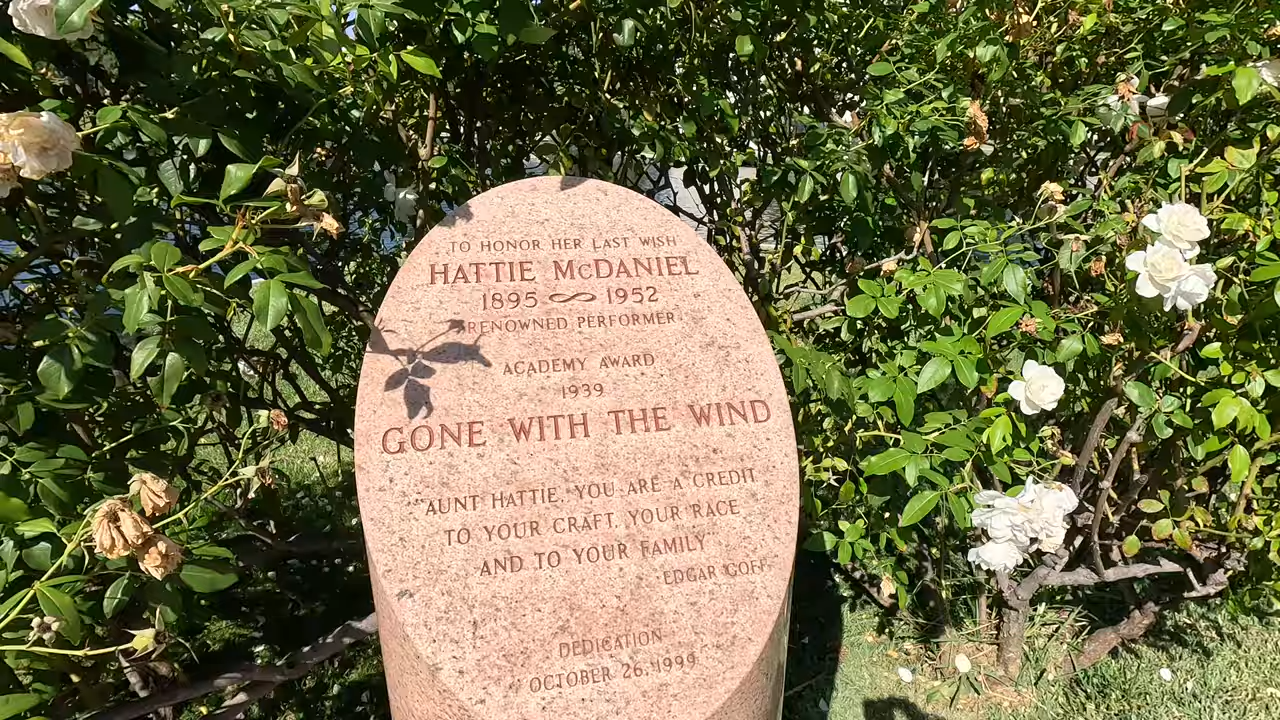 TO HONOR HER LAST WISH
HATTIE McDANIEL
1895 ∞ 1952
RENOWNED PERFORMER
ACADEMY AWARD
1939
GONE WITH THE WIND
"AUNT HATTIE, YOU ARE A CREDIT
TO YOUR CRAFT, YOUR RACE
AND TO YOUR FAMILY"
EDGAR GOFF
DEDICATION
OCTOBER 26, 1999